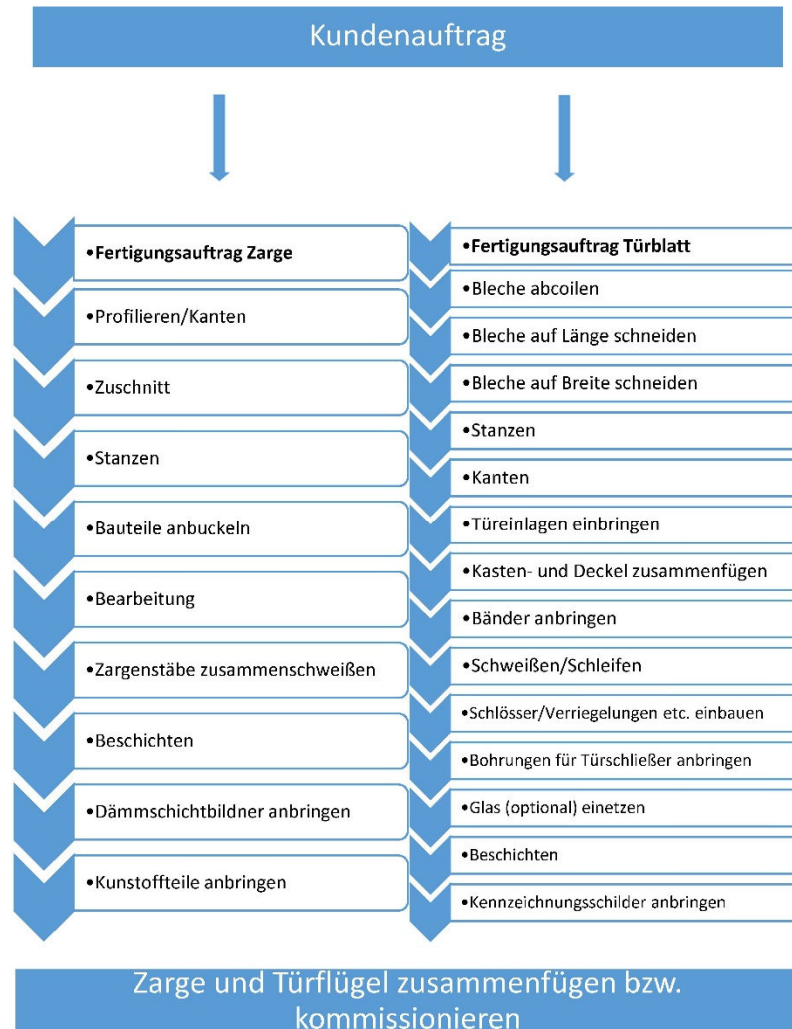 Kundenauftrag
•Fertigungsauftrag Zarge
•Profilieren/Kanten
•Zuschnitt
•Stanzen
•Bauteile anbuckeln
•Bearbeitung
•Zargenstäbe zusammenschweißen
•Beschichten
•Dämmschichtbildner anbringen
•Kunstoffteile anbringen
•Fertigungsauftrag Türblatt
•Bleche abcoilen
•Bleche auf Länge schneiden
•Bleche auf Breite schneiden
•Stanzen
•Kanten
•Türeinlagen einbringen
•Kasten- und Deckel zusammenfügen
•Bänder anbringen
•Schweißen/Schleifen
•Schlösser/Verriegelungen etc. einbauen
•Bohrungen für Türschließer anbringen
•Glas (optional) einetzen
•Beschichten
•Kennzeichnungsschilder anbringen
Zarge und Türflügel zusammenfügen bzw.
kommissionieren